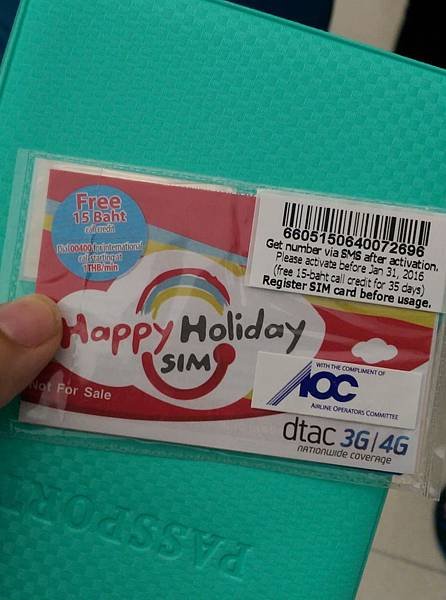 Free
15 Baht
call credit
Dial 00400 for international
call starting at
1THB/min
6605150640072696
Get number via SMS after activation.
Please activate before Jan 31, 2016
(free 15-baht call credit for 35 days)
Register SIM card before usage.
Happy Holiday
SIM
WITH THE COMPLIMENT OF
AOC
AIRLINE OPERATORS COMMITTEE
Not For Sale
dtac 3G/4G
nationwide coverage
PASSPORT